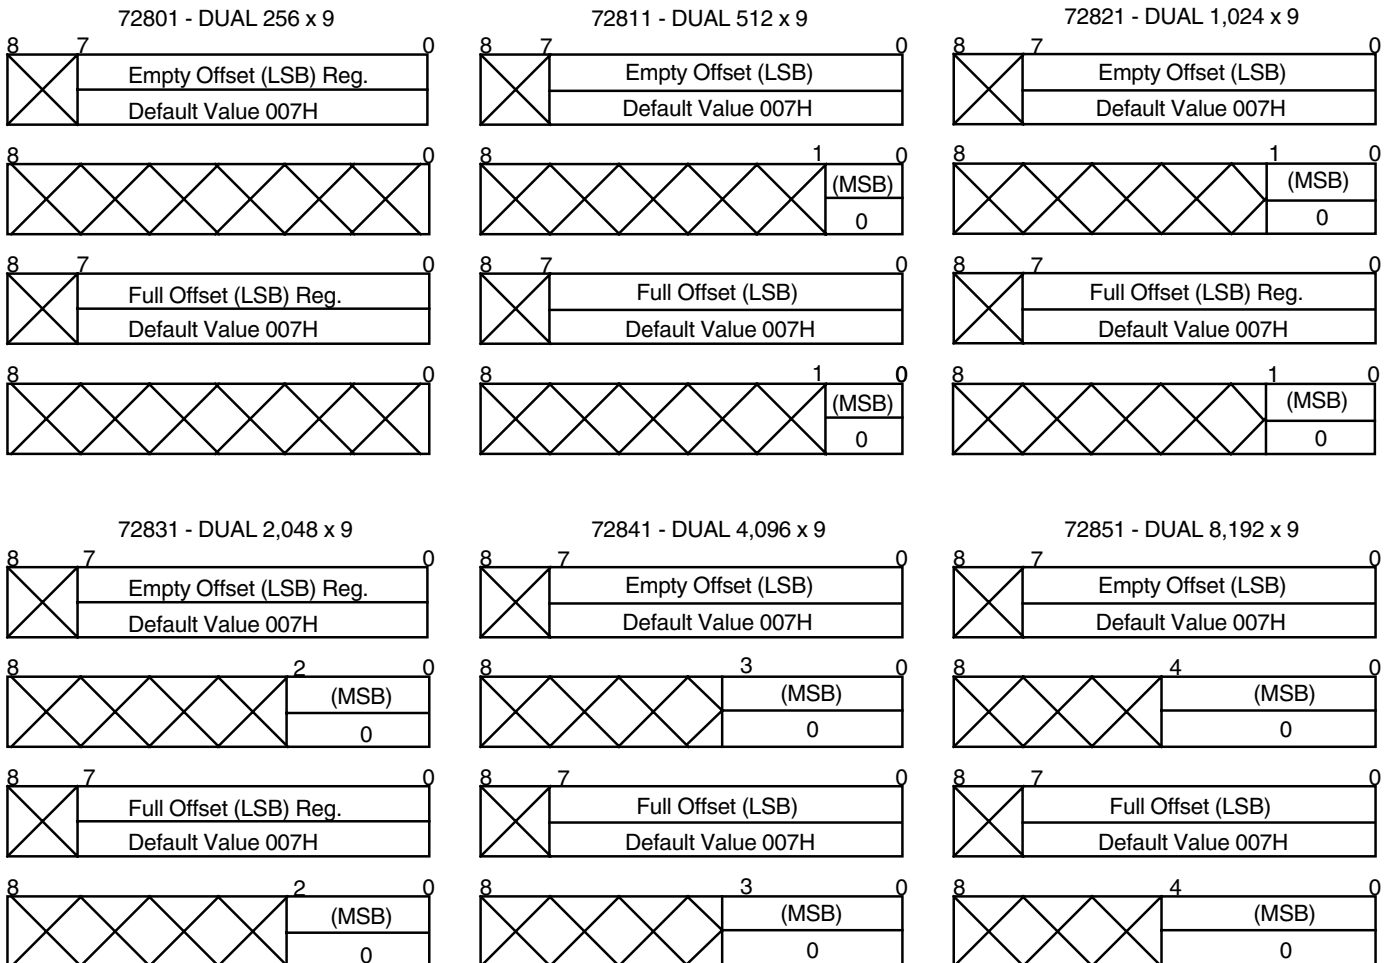 72801 - DUAL 256 x 9
8 7 0
Empty Offset (LSB) Reg.
Default Value 007H
8 0
8 7 0
Full Offset (LSB) Reg.
Default Value 007H
8 0
72811 - DUAL 512 x 9
8 7 0
Empty Offset (LSB)
Default Value 007H
8 1 0
(MSB)
0
8 7 0
Full Offset (LSB)
Default Value 007H
8 1 0
(MSB)
0
72821 - DUAL 1,024 x 9
8 7 0
Empty Offset (LSB)
Default Value 007H
8 1 0
(MSB)
0
8 7 0
Full Offset (LSB) Reg.
Default Value 007H
8 1 0
(MSB)
0
72831 - DUAL 2,048 x 9
8 7 0
Empty Offset (LSB) Reg.
Default Value 007H
8 2 0
(MSB)
0
8 7 0
Full Offset (LSB) Reg.
Default Value 007H
8 2 0
(MSB)
0
72841 - DUAL 4,096 x 9
8 7 0
Empty Offset (LSB)
Default Value 007H
8 3 0
(MSB)
0
8 7 0
Full Offset (LSB)
Default Value 007H
8 3 0
(MSB)
0
72851 - DUAL 8,192 x 9
8 7 0
Empty Offset (LSB)
Default Value 007H
8 4 0
(MSB)
0
8 7 0
Full Offset (LSB)
Default Value 007H
8 4 0
(MSB)
0